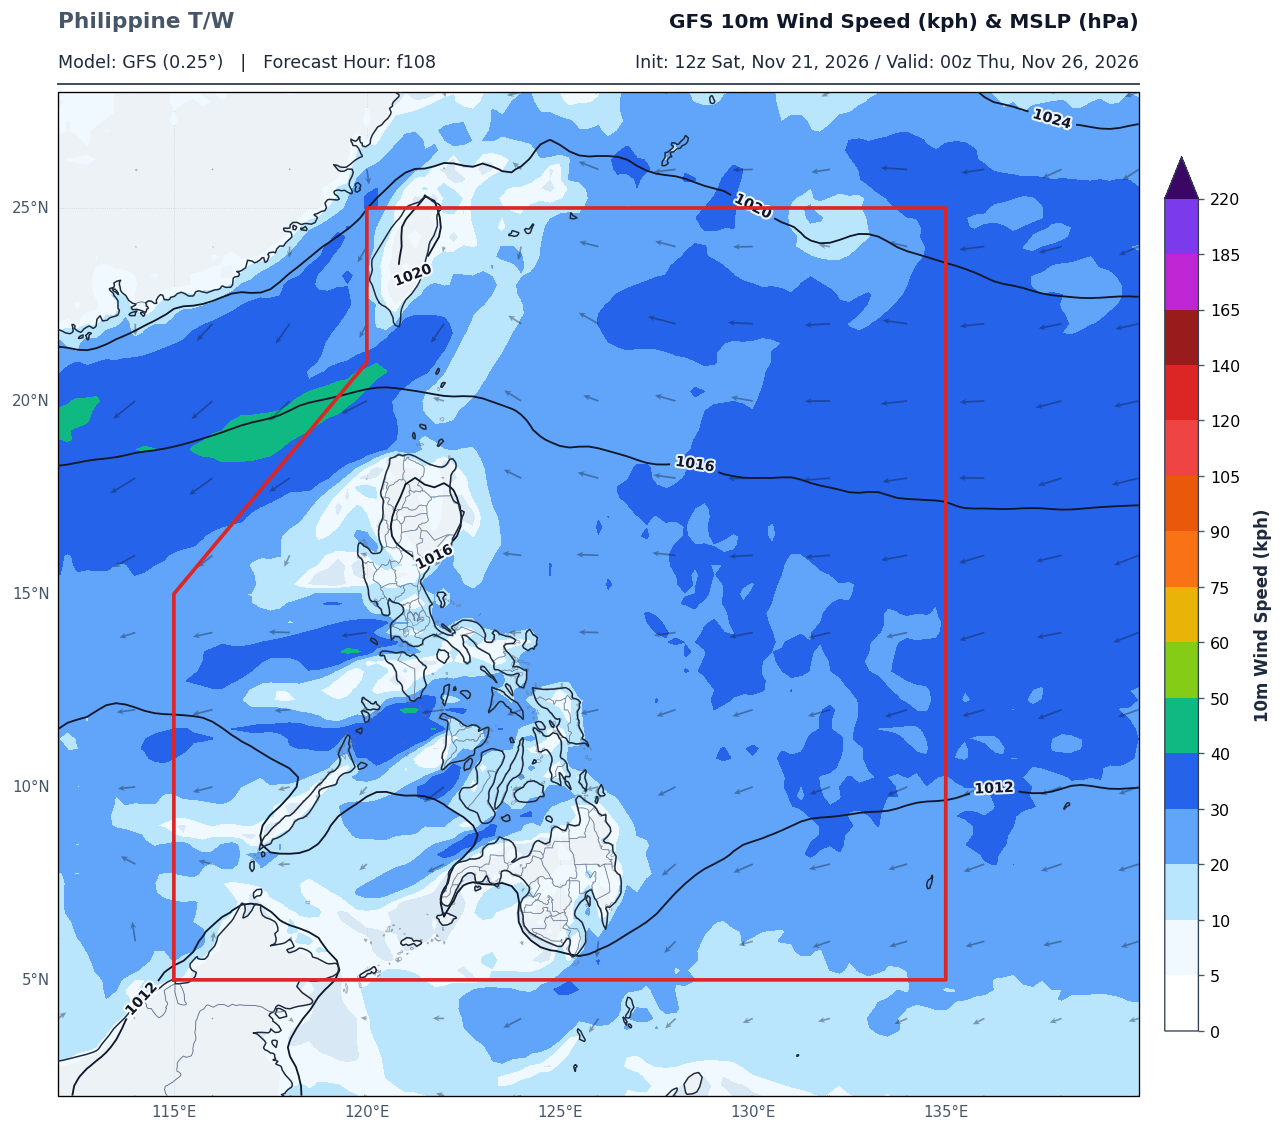 Philippine T/W
GFS 10m Wind Speed (kph) & MSLP (hPa)
Model: GFS (0.25°) | Forecast Hour: f108
Init: 12z Sat, Nov 21, 2026 / Valid: 00z Thu, Nov 26, 2026
1024
1020
1020
1016
1016
1012
1012
25°N
20°N
15°N
10°N
5°N
115°E
120°E
125°E
130°E
135°E
220
185
165
140
120
105
90
75
60
50
40
30
20
10
5
0
10m Wind Speed (kph)